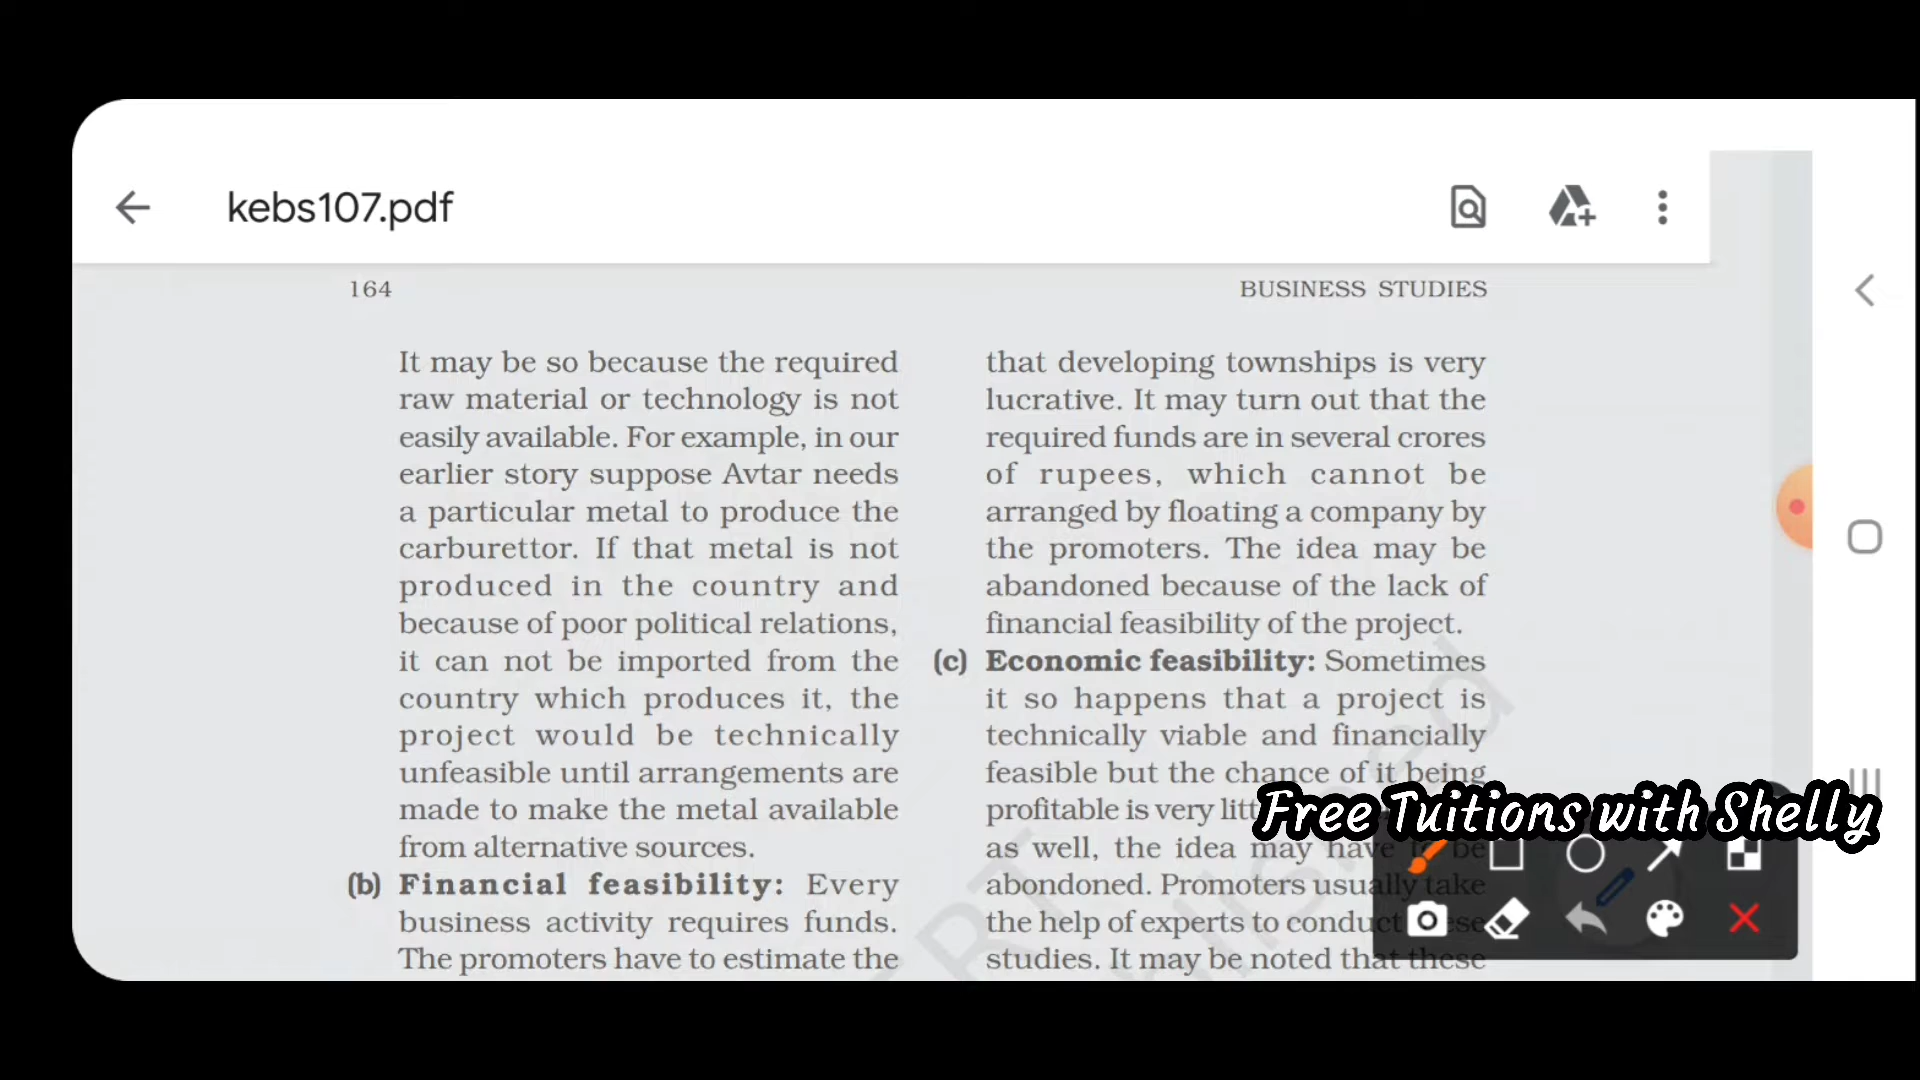 kebs107.pdf
164
BUSINESS STUDIES
It may be so because the required
raw material or technology is not
easily available. For example, in our
earlier story suppose Avtar needs
a particular metal to produce the
carburettor. If that metal is not
produced in the country and
because of poor political relations,
it can not be imported from the
country which produces it, the
project would be technically
unfeasible until arrangements are
made to make the metal available
from alternative sources.
(b) Financial feasibility: Every
business activity requires funds.
The promoters have to estimate the
that developing townships is very
lucrative. It may turn out that the
required funds are in several crores
of rupees, which cannot be
arranged by floating a company by
the promoters. The idea may be
abandoned because of the lack of
financial feasibility of the project.
(c) Economic feasibility: Sometimes
it so happens that a project is
technically viable and financially
feasible but the chance of it being
profitable is very
as well, the idea may have to be
abondoned. Promoters usually take
the help of experts to conduct these
studies. It may be noted that these
Free Tuitions with Shelly